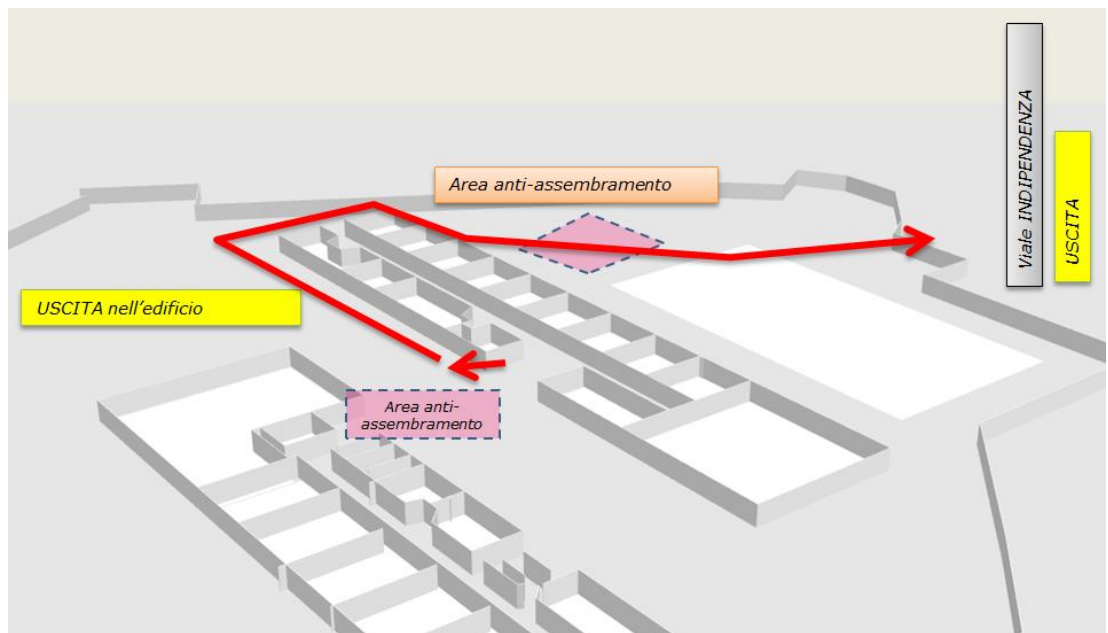 Area anti-assembramento
Viale INDIPENDENZA
USCITA
USCITA nell'edificio
Area anti-
assembramento